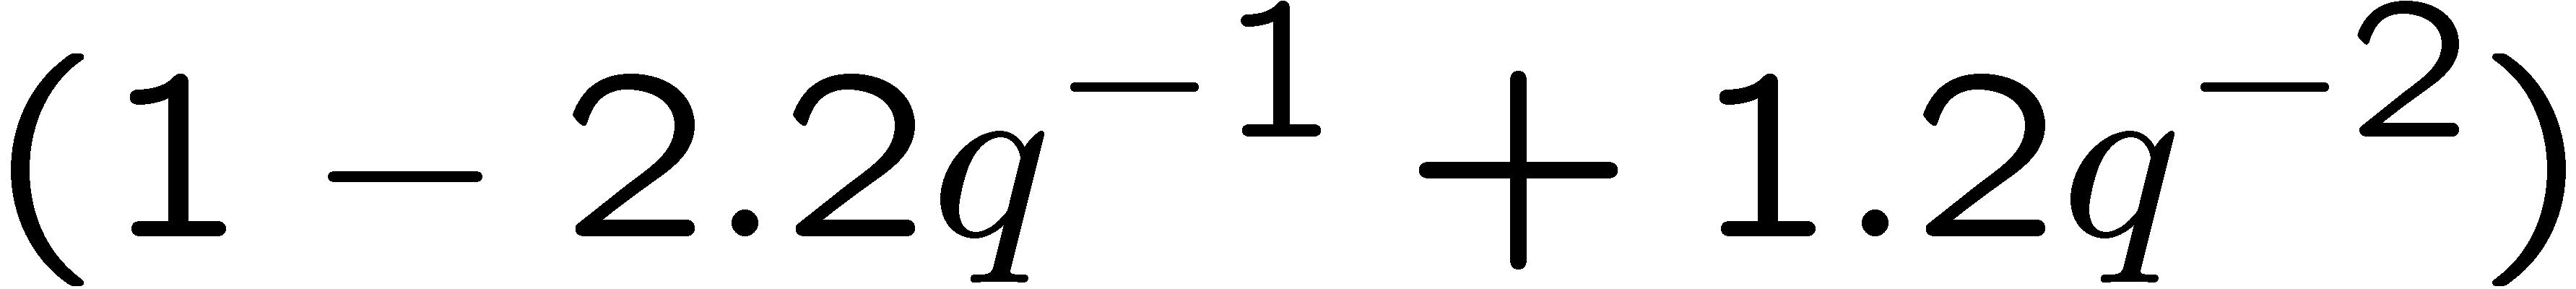 (1 − 2.2q⁻¹ + 1.2q⁻²)